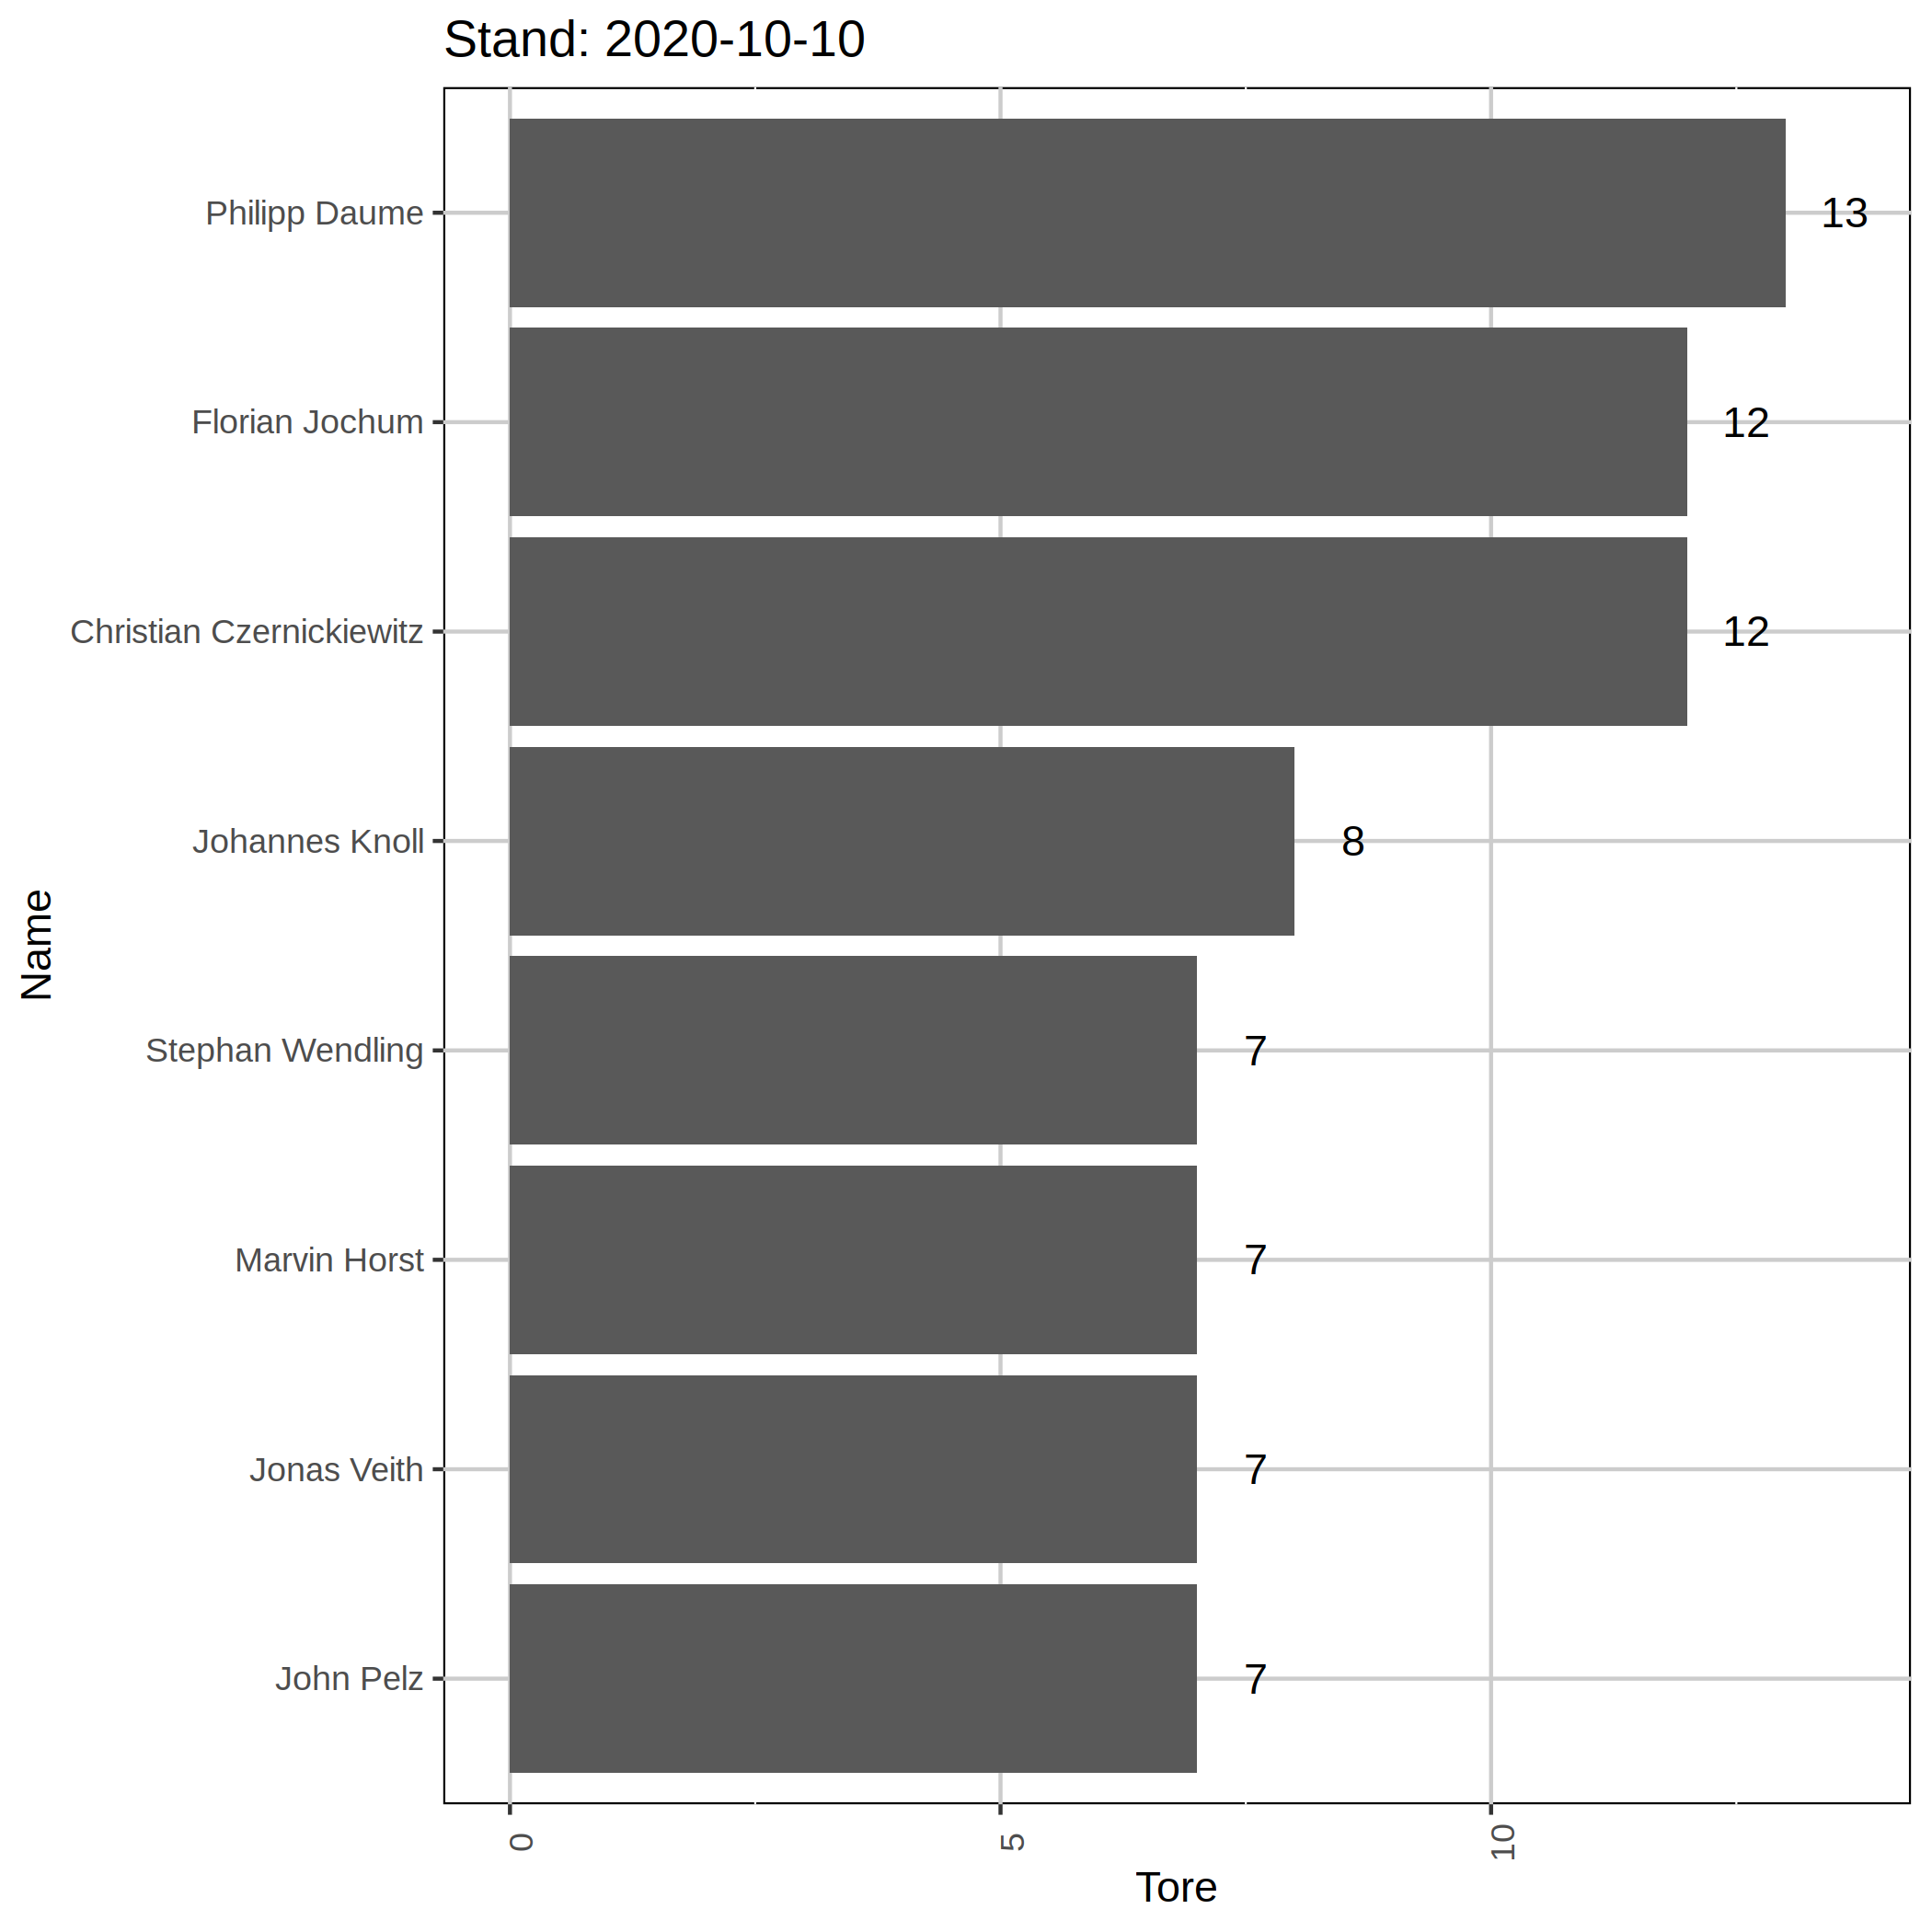 Stand: 2020-10-10
Philipp Daume
13
Florian Jochum
12
Christian Czernickiewitz
12
Johannes Knoll
8
Stephan Wendling
7
Marvin Horst
7
Jonas Veith
7
John Pelz
7
Name
0
5
10
Tore